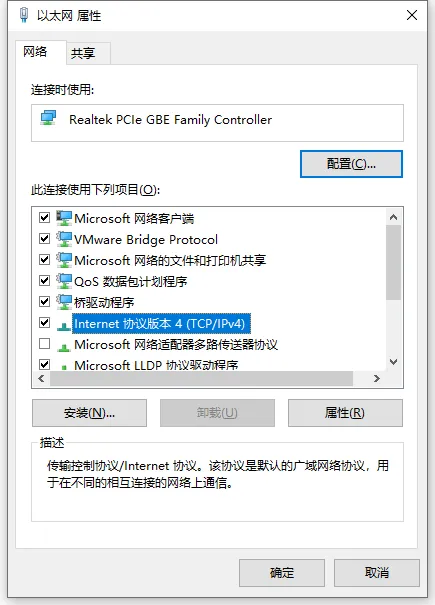 以太网 属性
网络
共享
连接时使用:
Realtek PCIe GBE Family Controller
配置(C)...
此连接使用下列项目(O):
Microsoft 网络客户端
VMware Bridge Protocol
Microsoft 网络的文件和打印机共享
QoS 数据包计划程序
桥驱动程序
Internet 协议版本 4 (TCP/IPv4)
Microsoft 网络适配器多路传送器协议
Microsoft LLDP 协议驱动程序
安装(N)...
卸载(U)
属性(R)
描述
传输控制协议/Internet 协议。该协议是默认的广域网络协议，用
于在不同的相互连接的网络上通信。
确定
取消